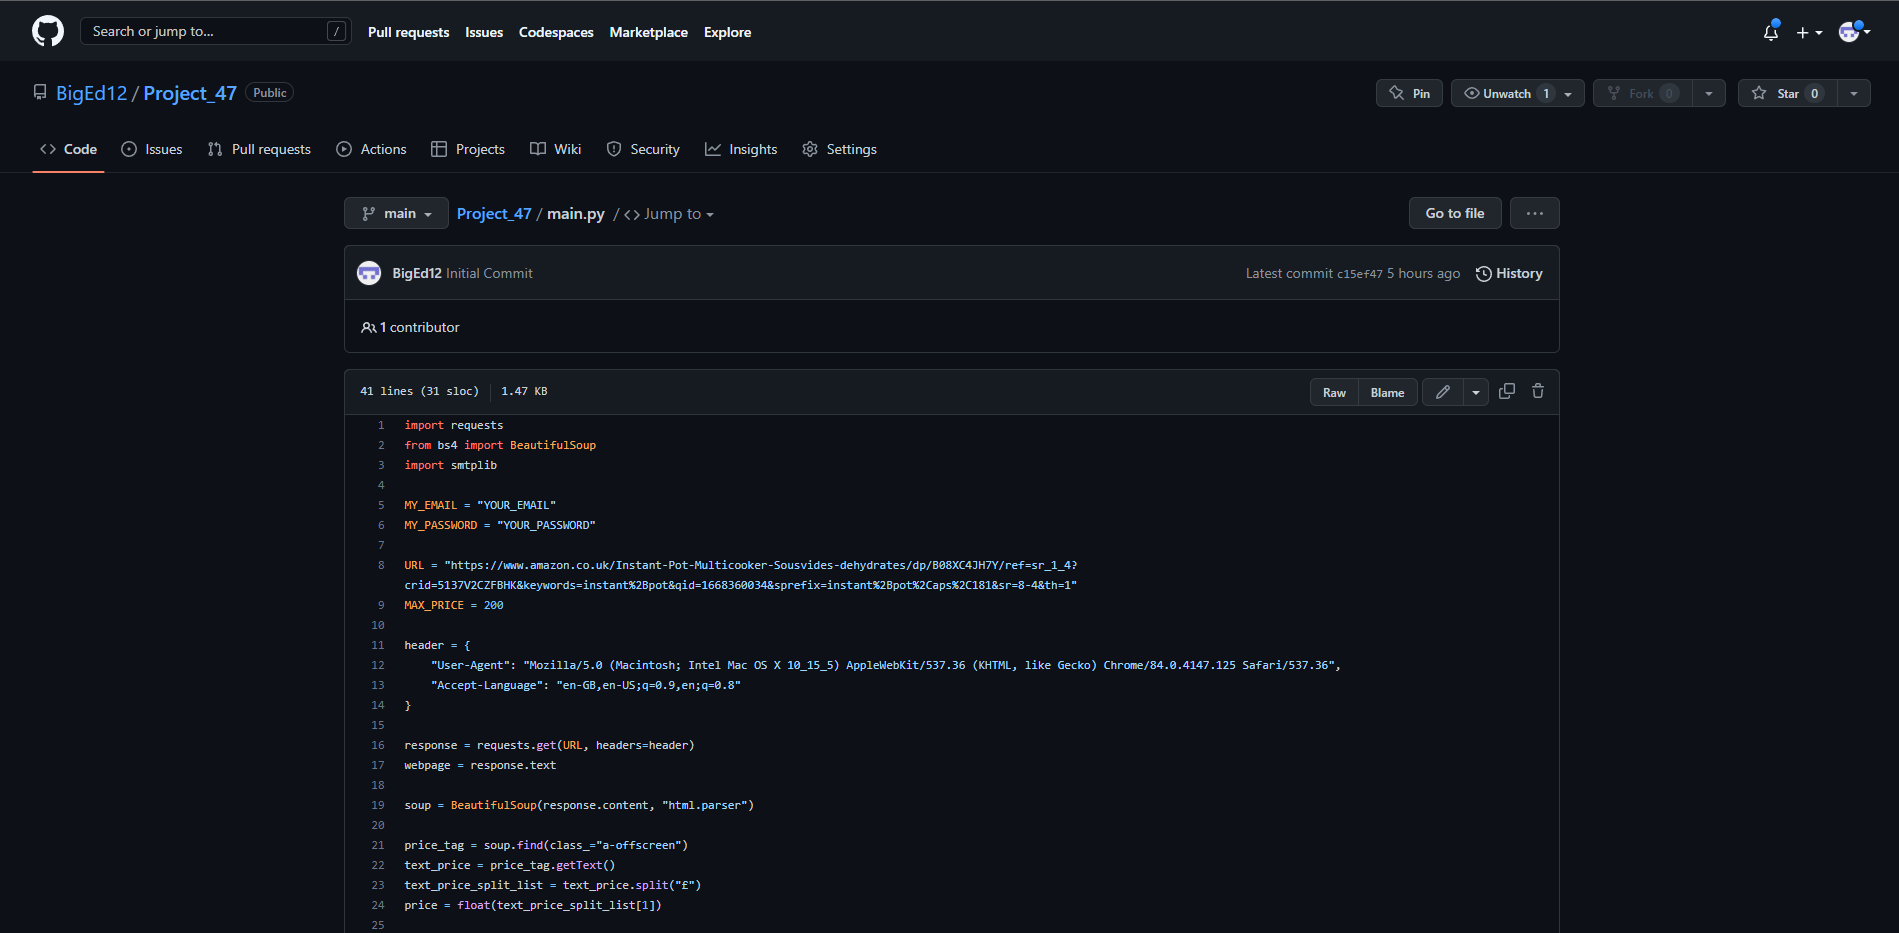 Search or jump to... /
Pull requests Issues Codespaces Marketplace Explore
BigEd12 / Project_47 Public
Pin Unwatch 1 Fork 0 Star 0
Code Issues Pull requests Actions Projects Wiki Security Insights Settings
main Project_47 / main.py / <> Jump to
Go to file ...
BigEd12 Initial Commit
Latest commit c15ef47 5 hours ago History
1 contributor
41 lines (31 sloc) 1.47 KB
Raw Blame
1 import requests
2 from bs4 import BeautifulSoup
3 import smtplib
4
5 MY_EMAIL = "YOUR_EMAIL"
6 MY_PASSWORD = "YOUR_PASSWORD"
7
8 URL = "https://www.amazon.co.uk/Instant-Pot-Multicooker-Sousvides-dehydrates/dp/B08XC4JH7Y/ref=sr_1_4?
crid=5137V2CZFBHK&keywords=instant%2Bpot&qid=1668360034&sprefix=instant%2Bpot%2Caps%2C181&sr=8-4&th=1"
9 MAX_PRICE = 200
10
11 header = {
12 "User-Agent": "Mozilla/5.0 (Macintosh; Intel Mac OS X 10_15_5) AppleWebKit/537.36 (KHTML, like Gecko) Chrome/84.0.4147.125 Safari/537.36",
13 "Accept-Language": "en-GB,en-US;q=0.9,en;q=0.8"
14 }
15
16 response = requests.get(URL, headers=header)
17 webpage = response.text
18
19 soup = BeautifulSoup(response.content, "html.parser")
20
21 price_tag = soup.find(class_="a-offscreen")
22 text_price = price_tag.getText()
23 text_price_split_list = text_price.split("£")
24 price = float(text_price_split_list[1])
25